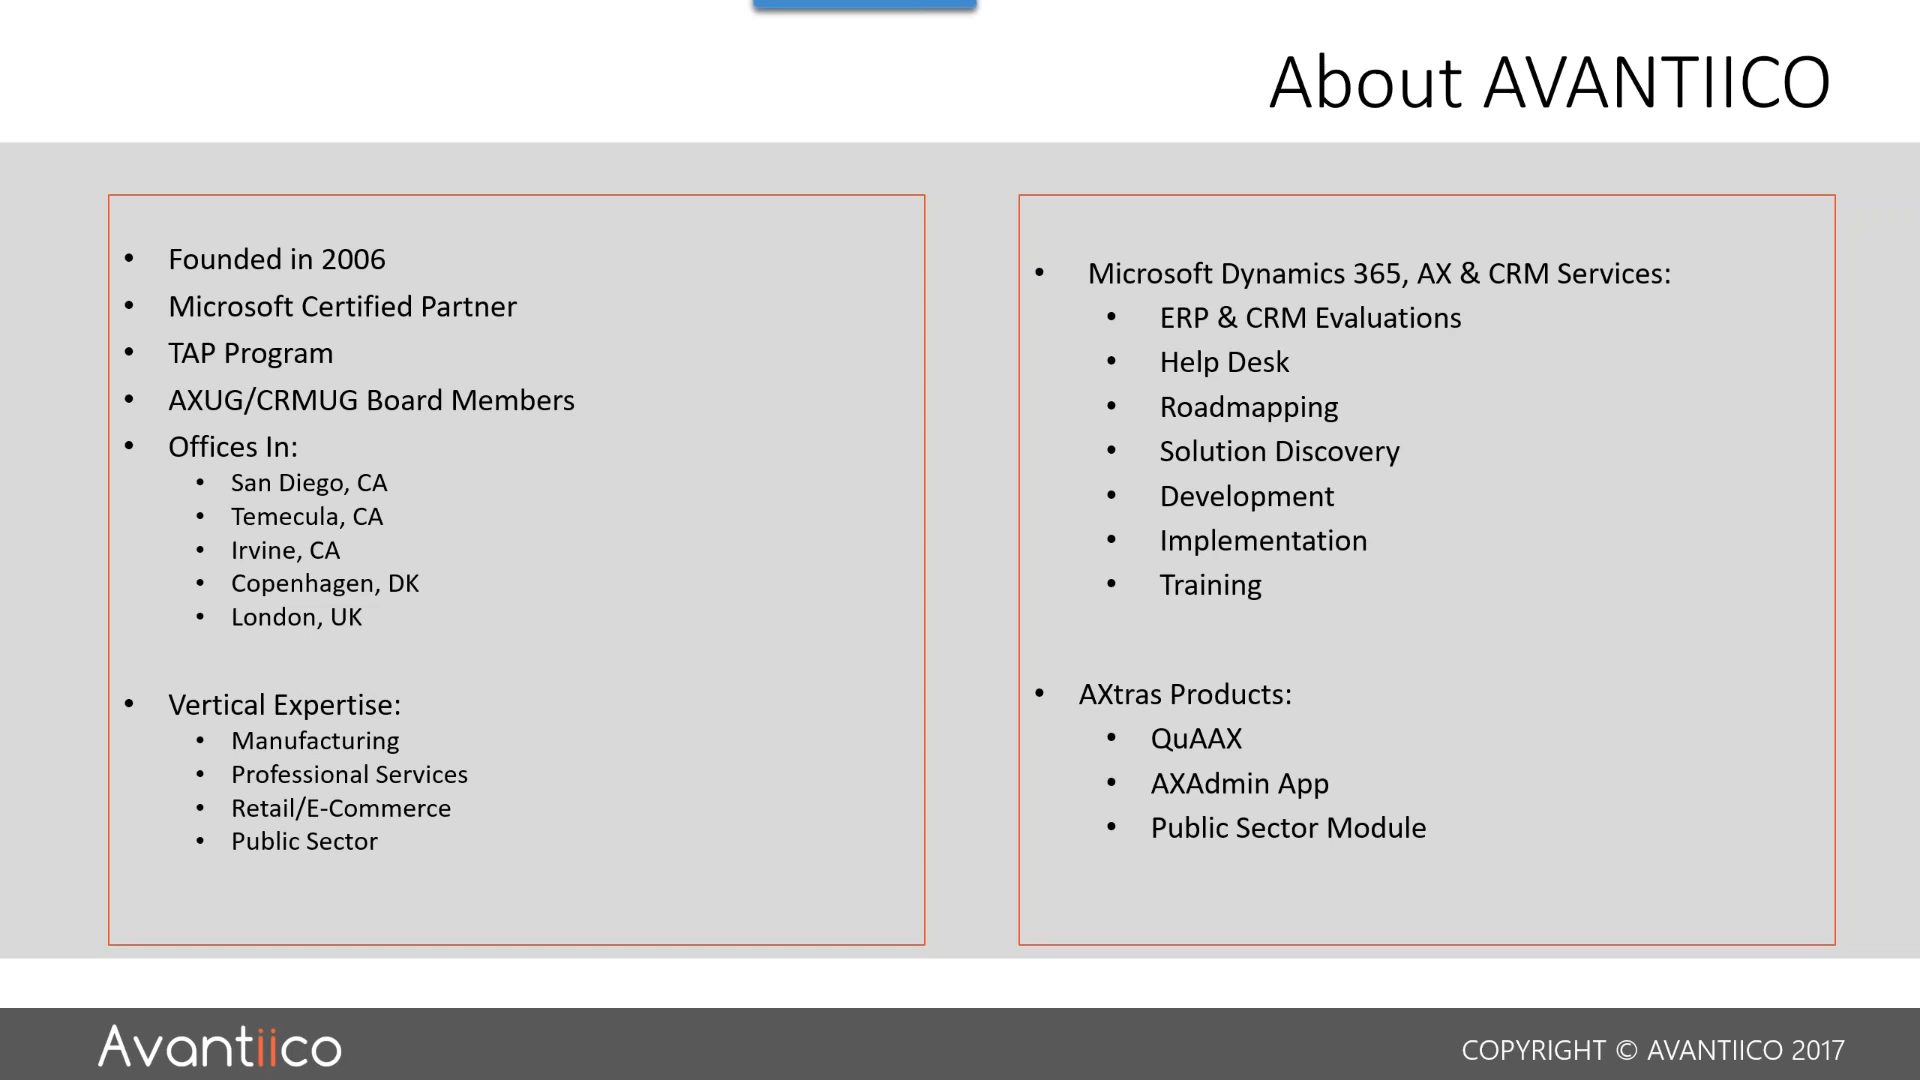 About AVANTIICO
• Founded in 2006
• Microsoft Certified Partner
• TAP Program
• AXUG/CRMUG Board Members
• Offices In:
• San Diego, CA
• Temecula, CA
• Irvine, CA
• Copenhagen, DK
• London, UK
• Vertical Expertise:
• Manufacturing
• Professional Services
• Retail/E-Commerce
• Public Sector
• Microsoft Dynamics 365, AX & CRM Services:
• ERP & CRM Evaluations
• Help Desk
• Roadmapping
• Solution Discovery
• Development
• Implementation
• Training
• AXtras Products:
• QuAAX
• AXAdmin App
• Public Sector Module
Avantiico
COPYRIGHT © AVANTIICO 2017